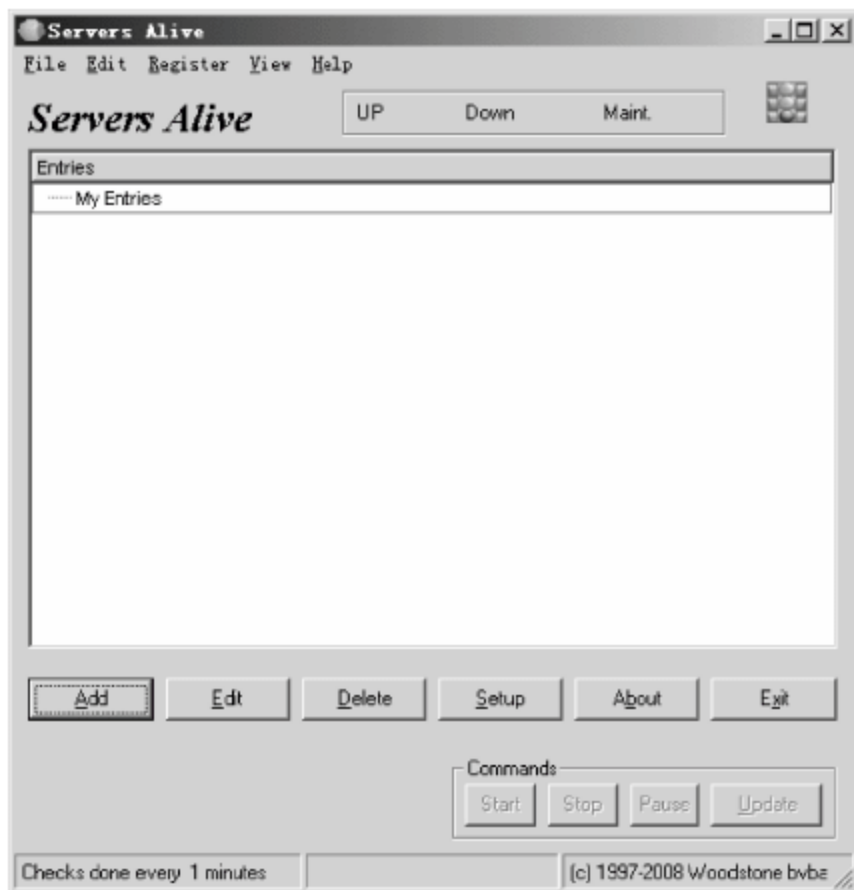 Servers Alive
File Edit Register View Help
Servers Alive
UP Down Maint.
Entries
My Entries
Add Edit Delete Setup About Exit
Commands
Start Stop Pause Update
Checks done every 1 minutes
(c) 1997-2008 Woodstone bvba